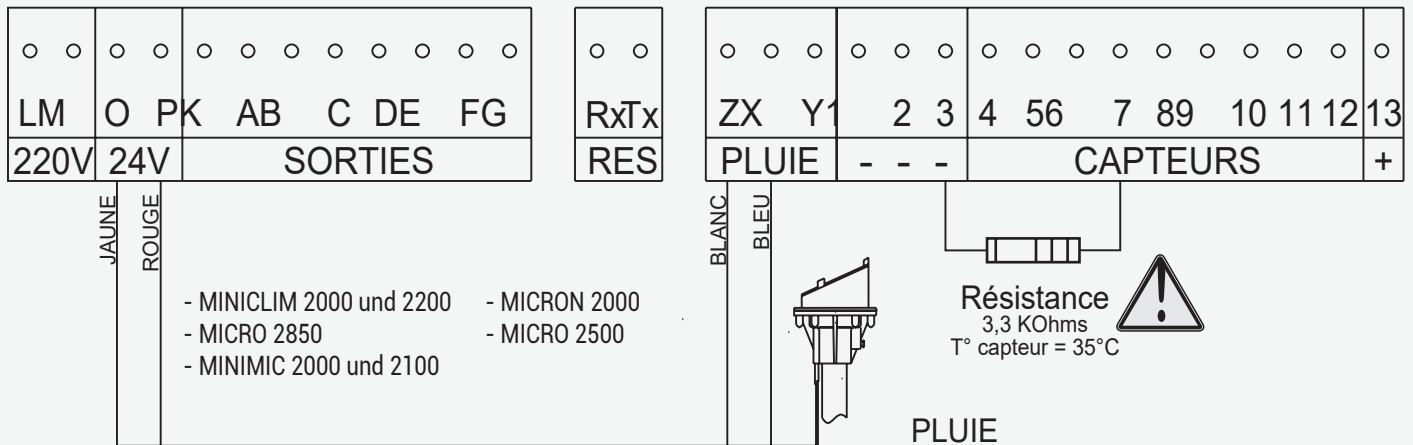 LM O PK AB C DE FG RxTx ZX Y1 2 3 4 56 7 89 10 11 12 13
220V 24V SORTIES RES PLUIE - - - CAPTEURS +
JAUNE
ROUGE
BLANC
BLEU
- MINICLIM 2000 und 2200
- MICRO 2850
- MINIMIC 2000 und 2100
- MICRON 2000
- MICRO 2500
Résistance
3,3 KOhms
T° capteur = 35°C
PLUIE